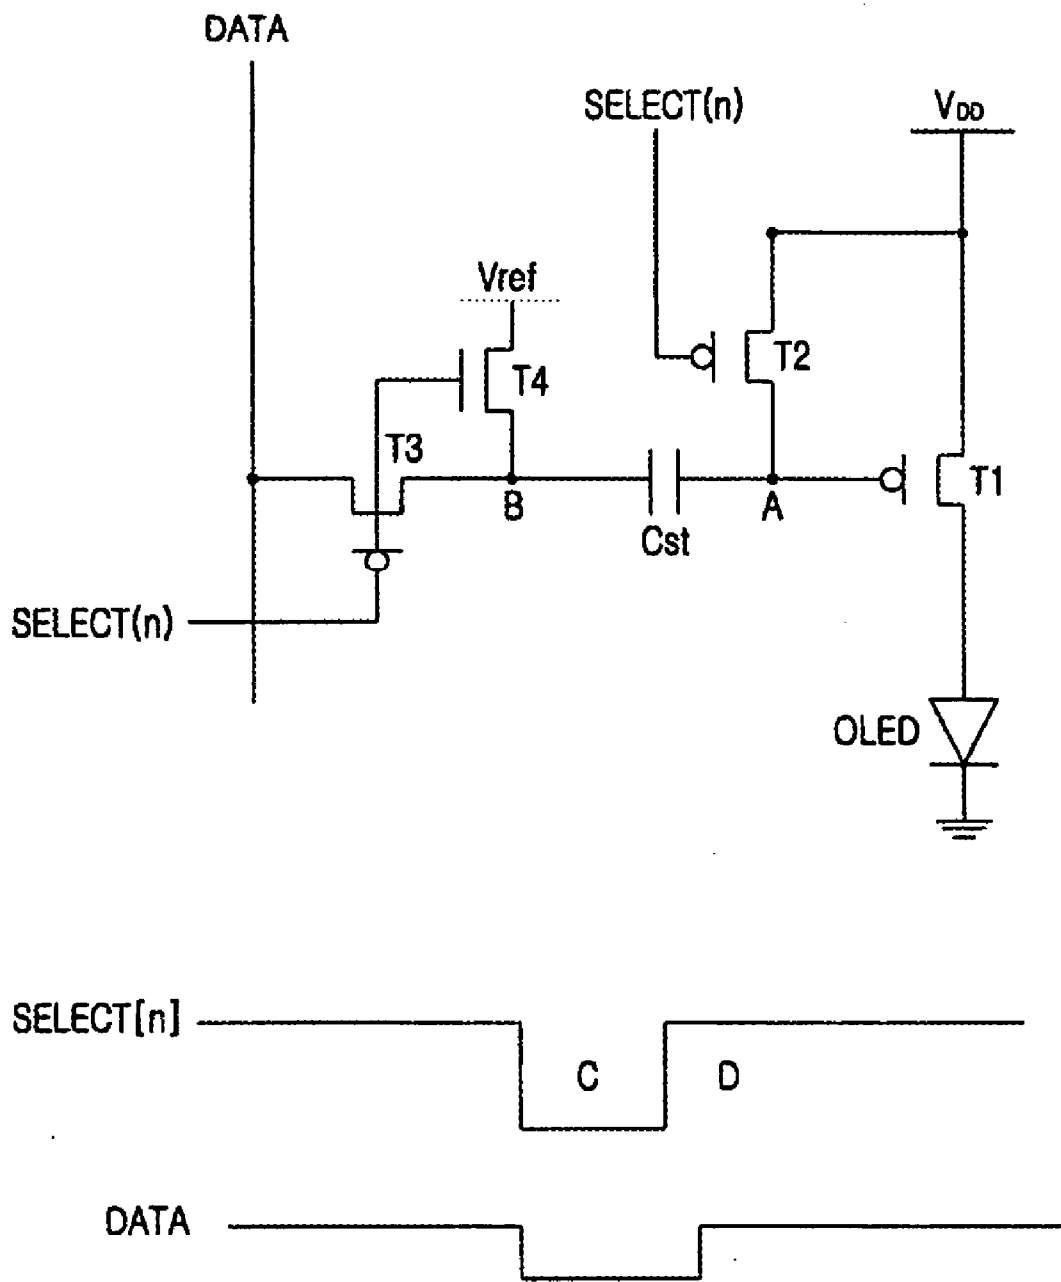 DATA
SELECT(n)
VDD
Vref
T2
T4
T3
T1
B
A
Cst
SELECT(n)
OLED
SELECT[n]
C
D
DATA